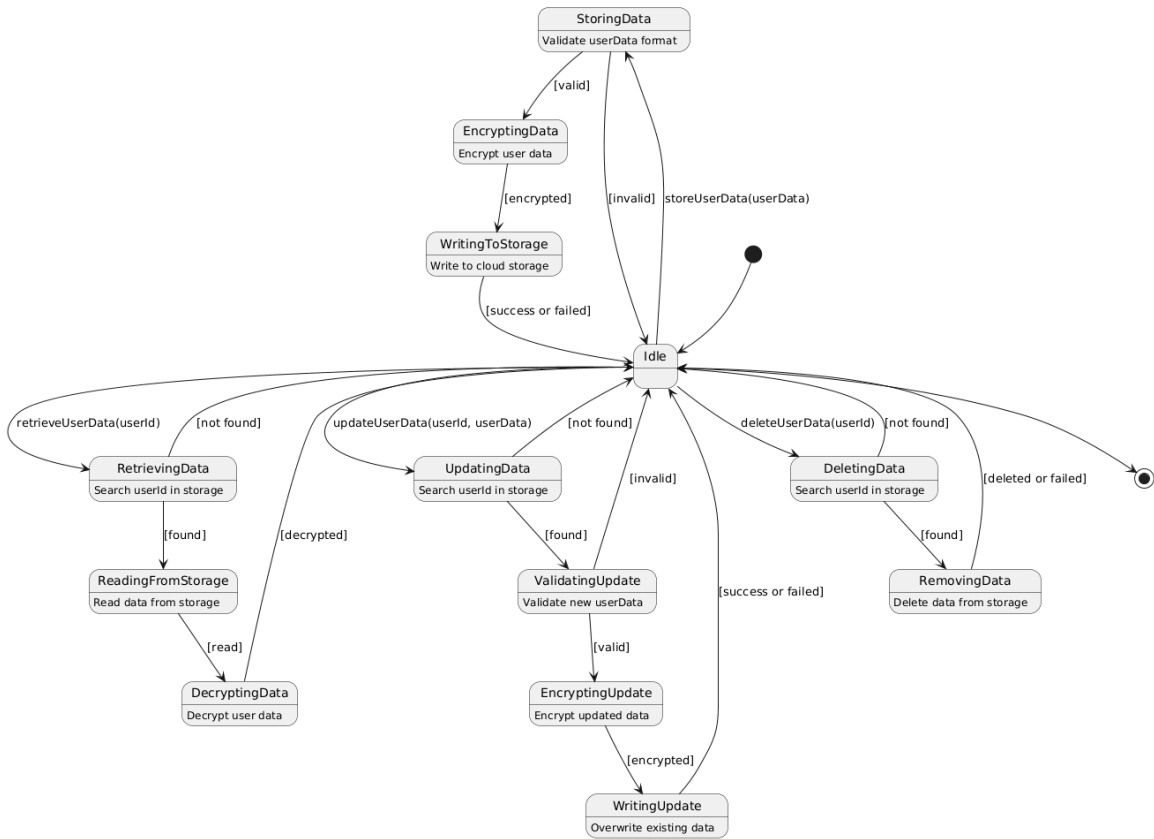 StoringData
Validate userData format
[valid]
EncryptingData
Encrypt user data
[encrypted]
[invalid]
storeUserData(userData)
WritingToStorage
Write to cloud storage
[success or failed]
Idle
retrieveUserData(userId)
[not found]
updateUserData(userId, userData)
[not found]
deleteUserData(userId)
[not found]
RetrievingData
Search userId in storage
UpdatingData
Search userId in storage
[invalid]
DeletingData
Search userId in storage
[deleted or failed]
[found]
[decrypted]
[found]
[found]
ReadingFromStorage
Read data from storage
ValidatingUpdate
Validate new userData
[success or failed]
RemovingData
Delete data from storage
[read]
[valid]
DecryptingData
Decrypt user data
EncryptingUpdate
Encrypt updated data
[encrypted]
WritingUpdate
Overwrite existing data